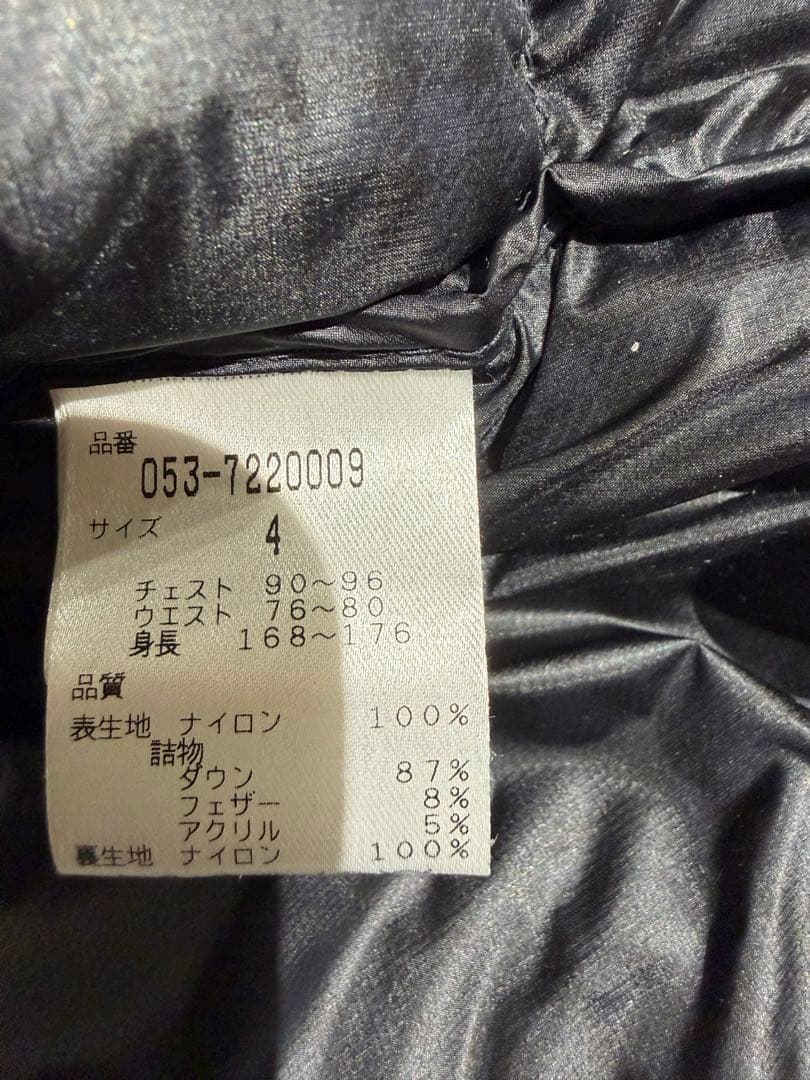 品番
053-7220009
サイズ 4
チェスト 90～96
ウエスト 76～80
身長 168～176
品質
表生地 ナイロン 100%
詰物
ダウン 87%
フェザー 8%
アクリル 5%
裏生地 ナイロン 100%